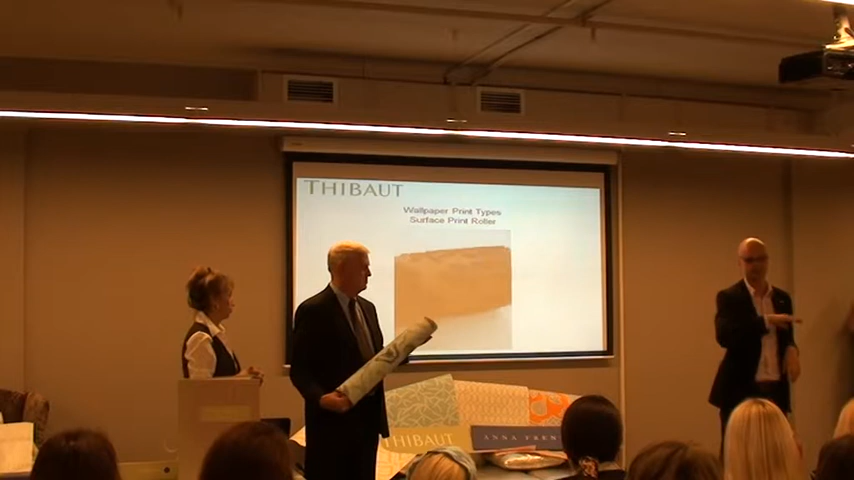 THIBAUT
Wallpaper Print Types
Surface Print Roller
THIBAUT
ANNA FREN